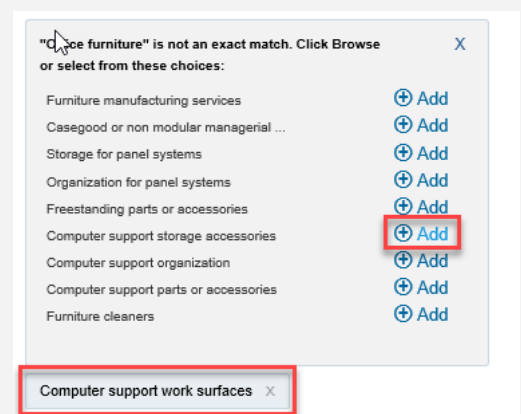 "Office furniture" is not an exact match. Click Browse X
or select from these choices:
Furniture manufacturing services Add
Casegood or non modular managerial ... Add
Storage for panel systems Add
Organization for panel systems Add
Freestanding parts or accessories Add
Computer support storage accessories Add
Computer support organization Add
Computer support parts or accessories Add
Furniture cleaners Add
Computer support work surfaces X